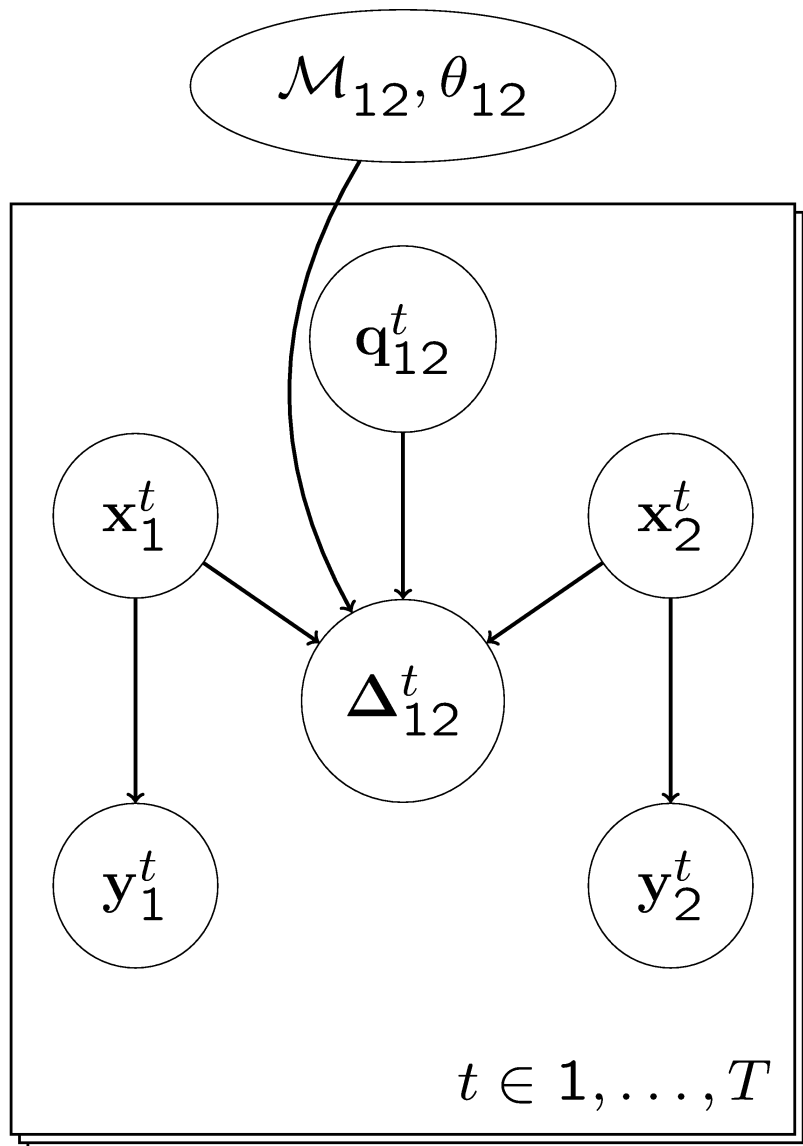 ℳ₁₂, θ₁₂
q₁₂ᵗ
x₁ᵗ
x₂ᵗ
Δ₁₂ᵗ
y₁ᵗ
y₂ᵗ
t ∈ 1, . . . , T